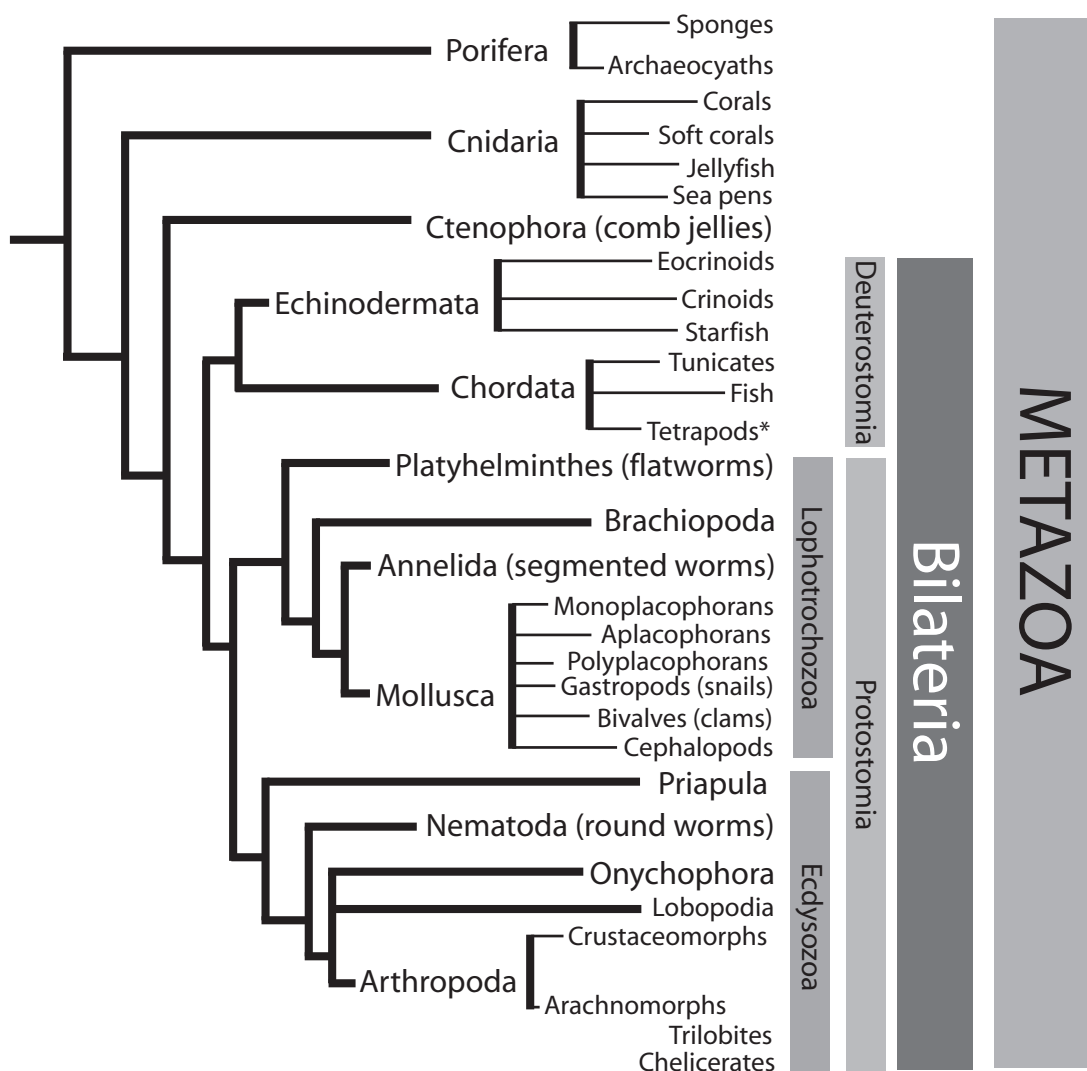 Porifera
Sponges
Archaeocyaths
Cnidaria
Corals
Soft corals
Jellyfish
Sea pens
Ctenophora (comb jellies)
Echinodermata
Eocrinoids
Crinoids
Starfish
Chordata
Tunicates
Fish
Tetrapods*
Platyhelminthes (flatworms)
Brachiopoda
Annelida (segmented worms)
Mollusca
Monoplacophorans
Aplacophorans
Polyplacophorans
Gastropods (snails)
Bivalves (clams)
Cephalopods
Priapula
Nematoda (round worms)
Onychophora
Lobopodia
Arthropoda
Crustaceomorphs
Arachnomorphs
Trilobites
Chelicerates
Lophotrochozoa
Ecdysozoa
Deuterostomia
Protostomia
Bilateria
METAZOA